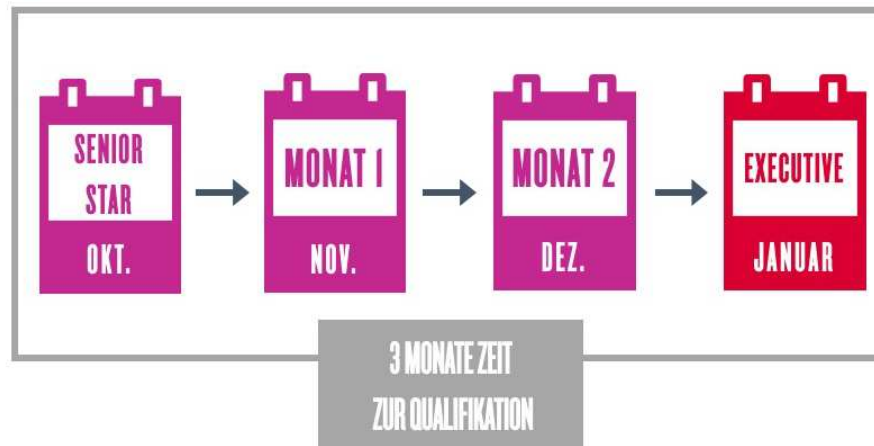 SENIOR
STAR
OKT.
MONAT 1
NOV.
MONAT 2
DEZ.
EXECUTIVE
JANUAR
3 MONATE ZEIT
ZUR QUALIFIKATION